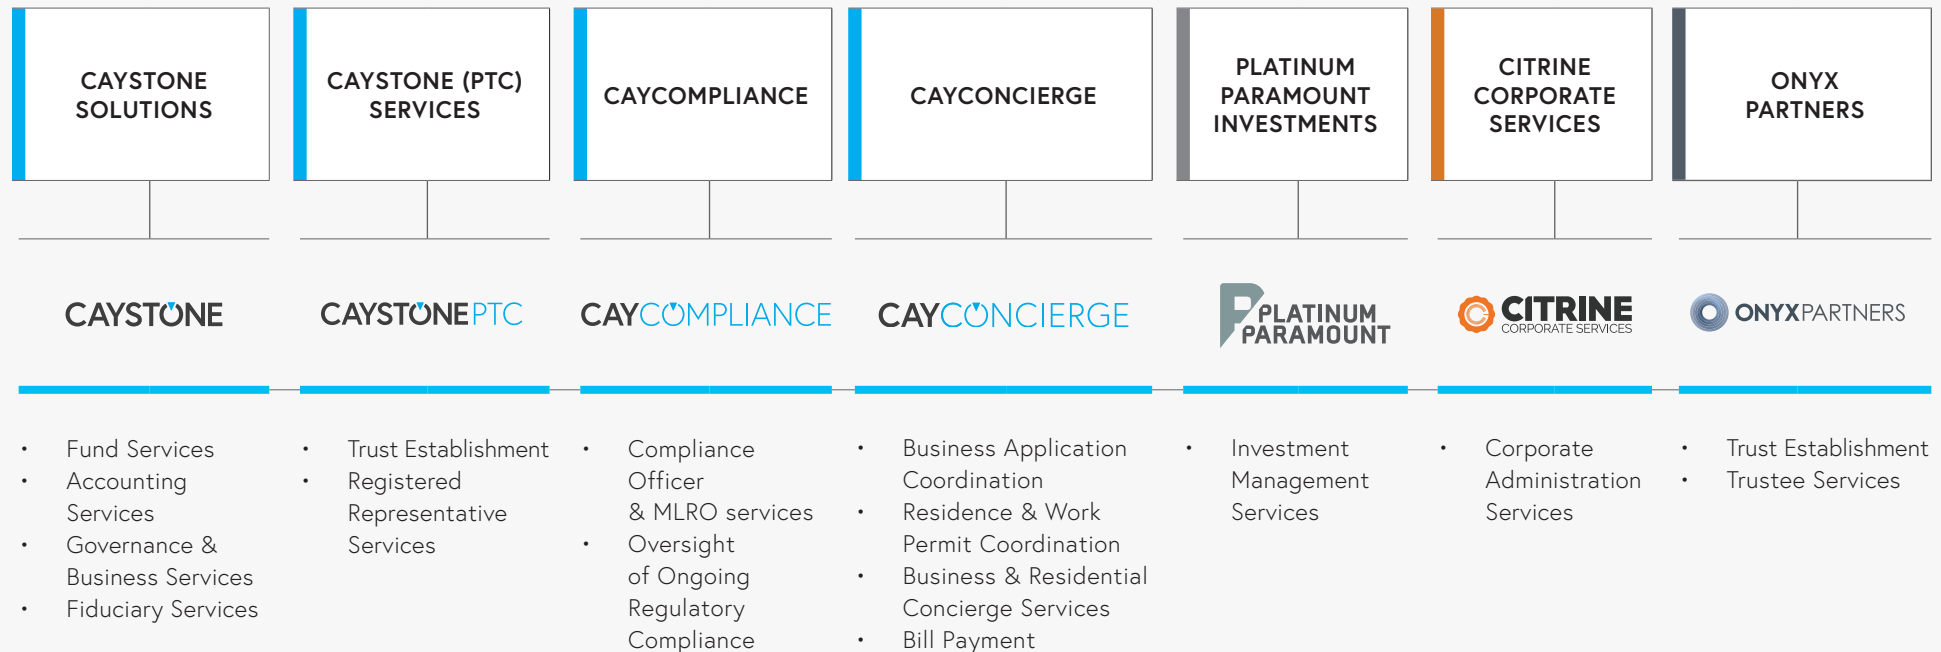 CAYSTONE
SOLUTIONS
CAYSTONE (PTC)
SERVICES
CAYCOMPLIANCE
CAYCONCIERGE
PLATINUM
PARAMOUNT
INVESTMENTS
CITRINE
CORPORATE
SERVICES
ONYX
PARTNERS
CAYSTONE
CAYSTONE PTC
CAYCOMPLIANCE
CAYCONCIERGE
PLATINUM
PARAMOUNT
CITRINE
CORPORATE SERVICES
ONYXPARTNERS
• Fund Services
• Accounting
Services
• Governance &
Business Services
• Fiduciary Services
• Trust Establishment
• Registered
Representative
Services
• Compliance
Officer
& MLRO services
• Oversight
of Ongoing
Regulatory
Compliance
• Business Application
Coordination
• Residence & Work
Permit Coordination
• Business & Residential
Concierge Services
• Bill Payment
• Investment
Management
Services
• Corporate
Administration
Services
• Trust Establishment
• Trustee Services